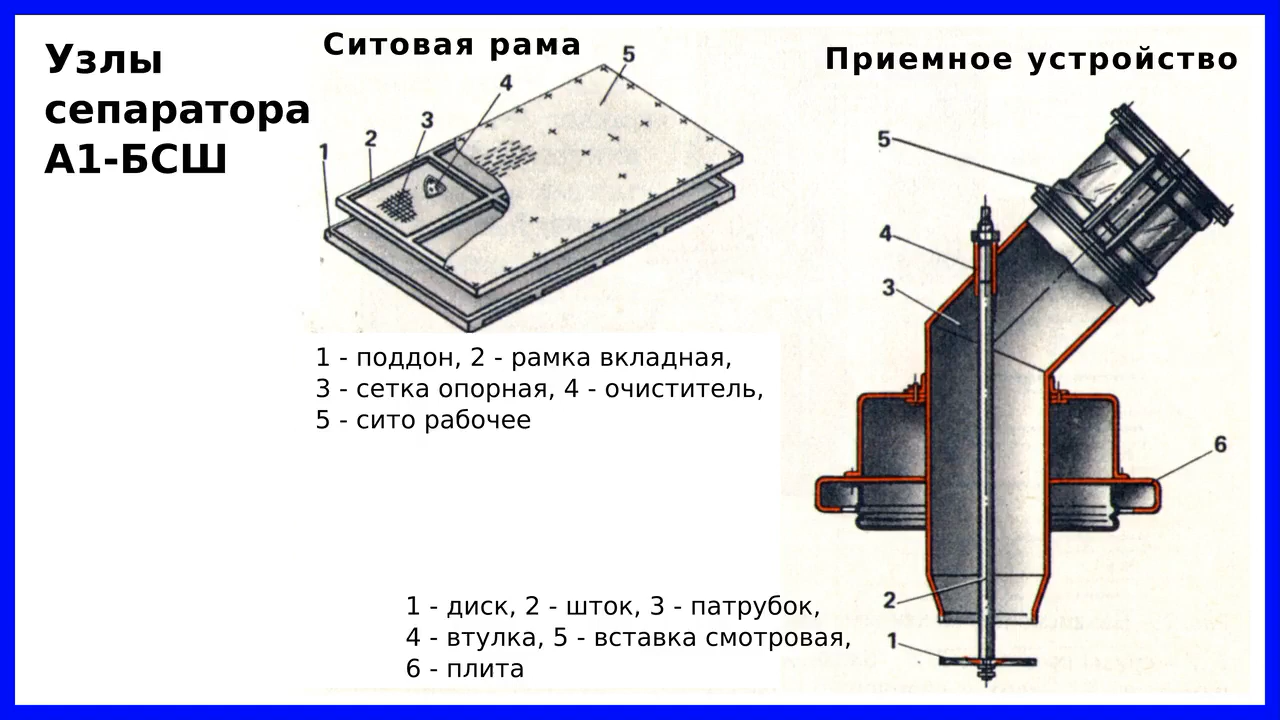 Узлы
сепаратора
А1-БСШ
Ситовая рама
5
4
3
2
1
1 - поддон, 2 - рамка вкладная,
3 - сетка опорная, 4 - очиститель,
5 - сито рабочее
Приемное устройство
5
4
3
6
2
1
1 - диск, 2 - шток, 3 - патрубок,
4 - втулка, 5 - вставка смотровая,
6 - плита